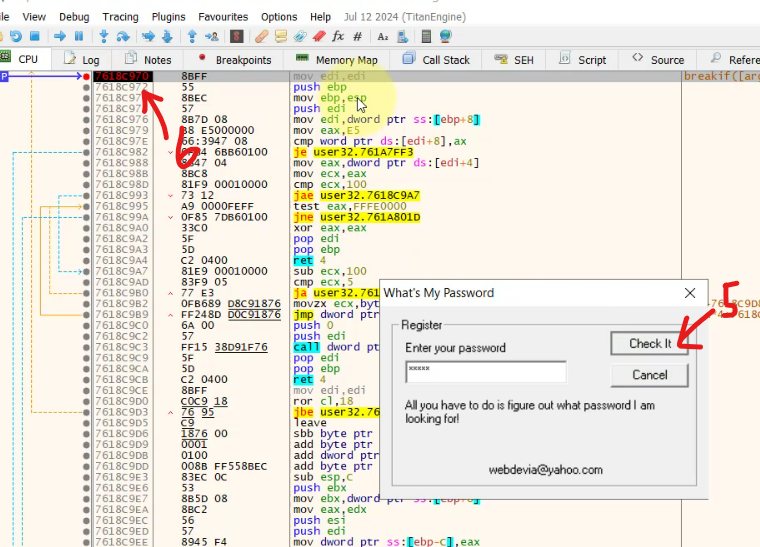 File View Debug Tracing Plugins Favourites Options Help Jul 12 2024 (TitanEngine)
CPU Log Notes Breakpoints Memory Map Call Stack SEH Script Source Refere
7618C970 8BFF mov edi,edi breakif([arg
7618C972 55 push ebp
7618C973 8BEC mov ebp,esp
57 push edi
7618C976 8B7D 08 mov edi,dword ptr ss:[ebp+8]
7618C979 B8 E5000000 mov eax,E5
7618C97E 66:3947 08 cmp word ptr ds:[edi+8],ax
7618C982 0F84 6BB60100 je user32.761A7FF3
7618C988 8B47 04 mov eax,dword ptr ds:[edi+4]
7618C98B 8BC8 mov ecx,eax
7618C98D 81F9 00010000 cmp ecx,100
7618C993 73 12 jae user32.7618C9A7
7618C995 A9 0000FEFF test eax,FFFE0000
7618C99A 0F85 7DB60100 jne user32.761A801D
7618C9A0 33C0 xor eax,eax
7618C9A2 5F pop edi
7618C9A3 5D pop ebp
7618C9A4 C2 0400 ret 4
7618C9A7 81E9 00010000 sub ecx,100
7618C9AD 83F9 05 cmp ecx,5
7618C9B0 77 E3 ja user32.761
7618C9B2 0FB689 D8C91876 movzx ecx,byt
7618C9B9 FF248D D0C91876 jmp dword ptr
7618C9C0 6A 00 push 0
7618C9C2 57 push edi
7618C9C3 FF15 38D91F76 call dword pt
7618C9C9 5F pop edi
7618C9CA 5D pop ebp
7618C9CB C2 0400 ret 4
7618C9CE 8BFF mov edi,edi
7618C9D0 C0C9 18 ror cl,18
7618C9D3 76 95 jbe user32.76
7618C9D5 C9 leave
7618C9D6 1876 00 sbb byte ptr
7618C9D9 0001 add byte ptr
7618C9DB 0100 add dword ptr
7618C9DD 008B FF558BEC add byte ptr
7618C9E3 83EC 0C sub esp,C
7618C9E6 53 push ebx
7618C9E7 8B5D 08 mov ebx,dword ptr ss:[ebp+8]
7618C9EA 8BC2 mov eax,edx
7618C9EC 56 push esi
7618C9ED 57 push edi
7618C9EE 8945 F4 mov dword ptr ss:[ebp-C],eax
6
What's My Password
Register
Enter your password
Check It
xxxxx
Cancel
All you have to do is figure out what password I am
looking for!
webdevia@yahoo.com
5